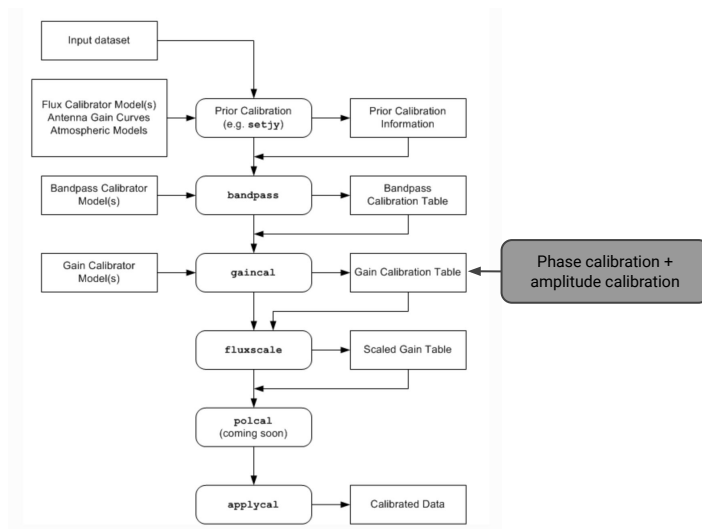 Input dataset
Flux Calibrator Model(s)
Antenna Gain Curves
Atmospheric Models
Prior Calibration
(e.g. setjy)
Prior Calibration
Information
Bandpass Calibrator
Model(s)
bandpass
Bandpass
Calibration Table
Gain Calibrator
Model(s)
gaincal
Gain Calibration Table
Phase calibration +
amplitude calibration
fluxscale
Scaled Gain Table
polcal
(coming soon)
applycal
Calibrated Data